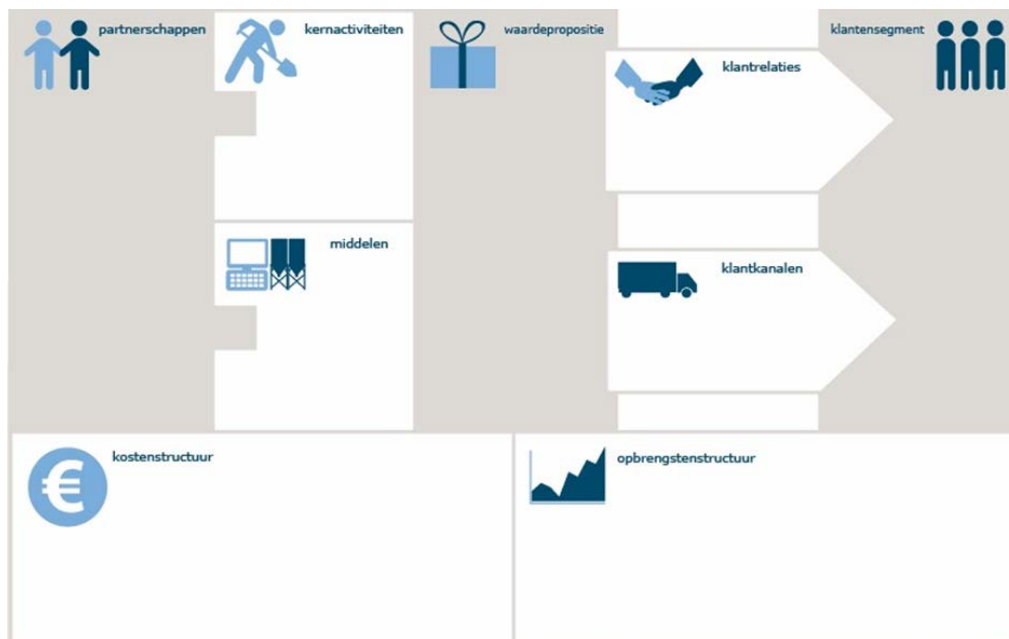 partnerschappen
kernactiviteiten
waardepropositie
klantrelaties
klantensegment
middelen
klantkanalen
kostenstructuur
opbrengstenstructuur